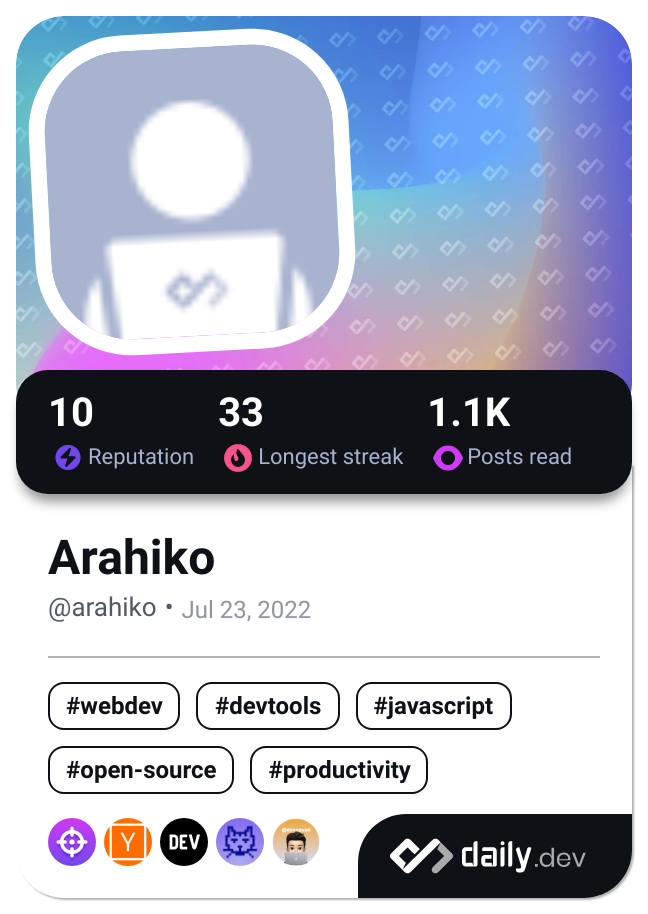 10 33 1.1K
Reputation Longest streak Posts read
Arahiko
@arahiko • Jul 23, 2022
#webdev #devtools #javascript
#open-source #productivity
Y DEV daily.dev